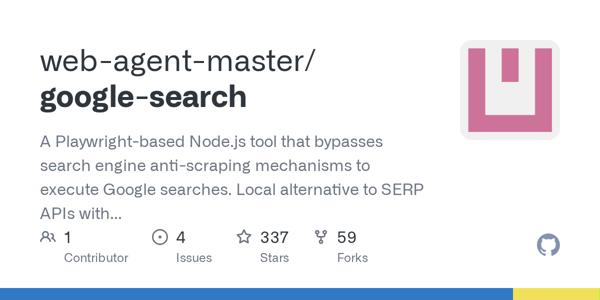 web-agent-master/
google-search
A Playwright-based Node.js tool that bypasses
search engine anti-scraping mechanisms to
execute Google searches. Local alternative to SERP
APIs with...
1
Contributor
4
Issues
337
Stars
59
Forks